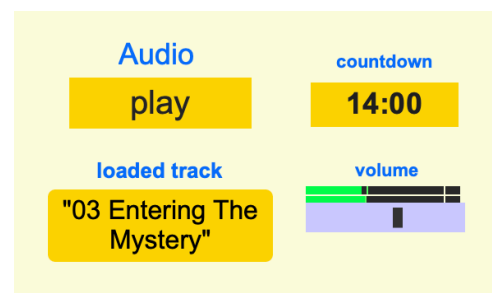 Audio
play
countdown
14:00
loaded track
"03 Entering The
Mystery"
volume